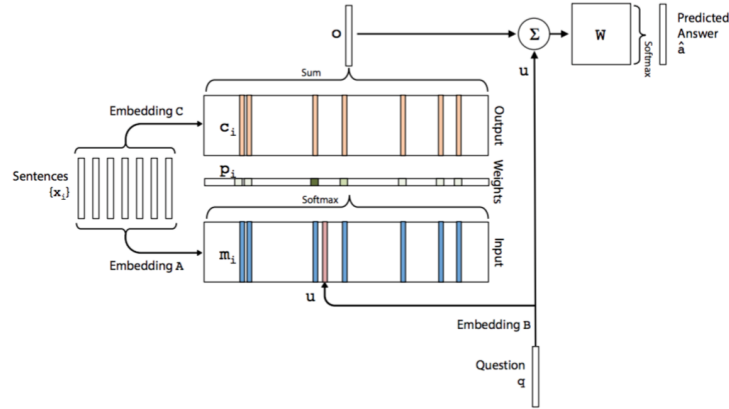 o
Σ
W
Softmax
Predicted
Answer
â
u
Sum
Embedding C
c_i
Output
Sentences
{x_i}
p_i
Weights
Softmax
m_i
Input
Embedding A
u
Embedding B
Question
q